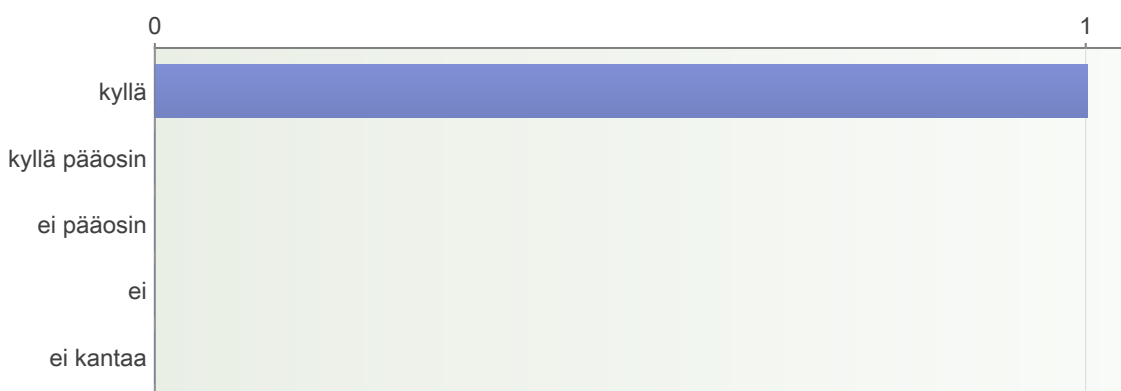 0 1
kyllä
kyllä pääosin
ei pääosin
ei
ei kantaa